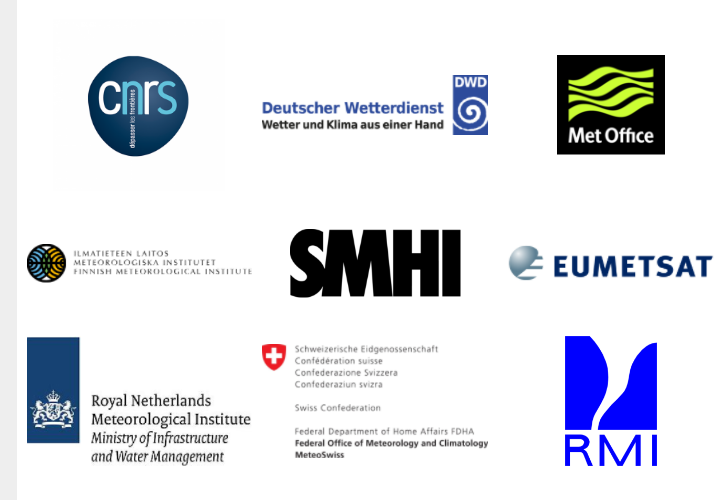 cnrs
dépasser les frontières
Deutscher Wetterdienst
Wetter und Klima aus einer Hand
DWD
Met Office
ILMATIETEEN LAITOS
METEOROLOGISKA INSTITUTET
FINNISH METEOROLOGICAL INSTITUTE
SMHI
EUMETSAT
Royal Netherlands
Meteorological Institute
Ministry of Infrastructure
and Water Management
Schweizerische Eidgenossenschaft
Confédération suisse
Confederazione Svizzera
Confederaziun svizra
Swiss Confederation
Federal Department of Home Affairs FDHA
Federal Office of Meteorology and Climatology
MeteoSwiss
RMI